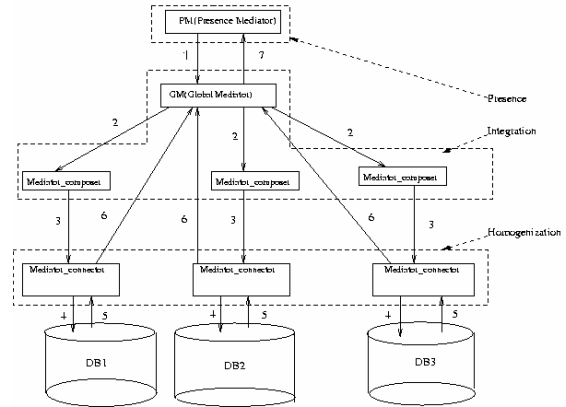 PM(Presence Mediator)
1
7
GM(Global Mediator)
Presence
Integration
2
2
2
Mediator_composer
Mediator_composer
Mediator_composer
3
6
6
3
6
3
Homogenization
Mediator_connector
Mediator_connector
Mediator_connector
4
5
4
5
4
5
DB1
DB2
DB3